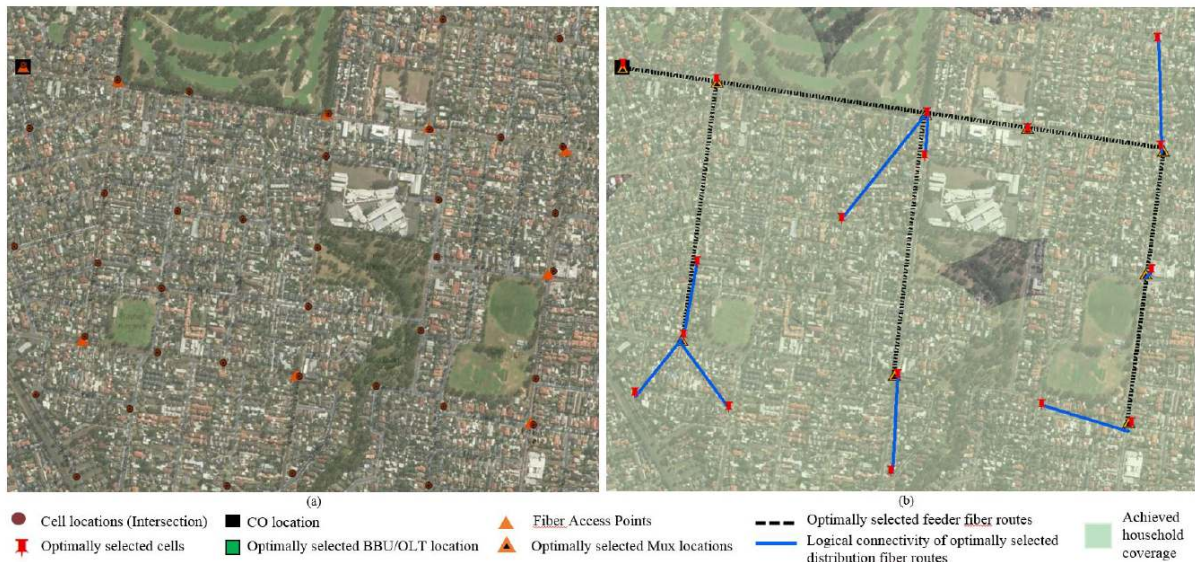 (a)
(b)
Cell locations (Intersection)
CO location
Fiber Access Points
Optimally selected feeder fiber routes
Achieved
household
coverage
Optimally selected cells
Optimally selected BBU/OLT location
Optimally selected Mux locations
Logical connectivity of optimally selected
distribution fiber routes